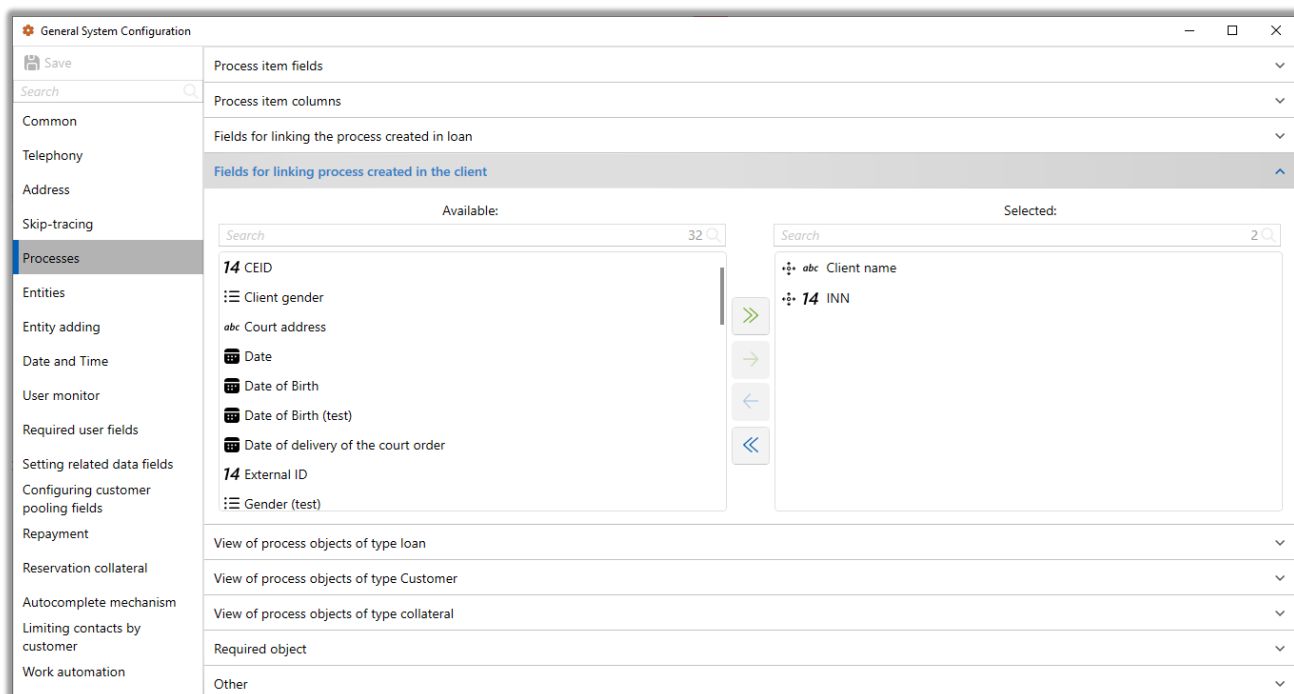 General System Configuration
Save
Search
Common
Telephony
Address
Skip-tracing
Processes
Entities
Entity adding
Date and Time
User monitor
Required user fields
Setting related data fields
Configuring customer
pooling fields
Repayment
Reservation collateral
Autocomplete mechanism
Limiting contacts by
customer
Work automation
Process item fields
Process item columns
Fields for linking the process created in loan
Fields for linking process created in the client
Available:
Search 32
14 CEID
Client gender
abc Court address
Date
Date of Birth
Date of Birth (test)
Date of delivery of the court order
14 External ID
Gender (test)
Selected:
Search 2
abc Client name
14 INN
View of process objects of type loan
View of process objects of type Customer
View of process objects of type collateral
Required object
Other